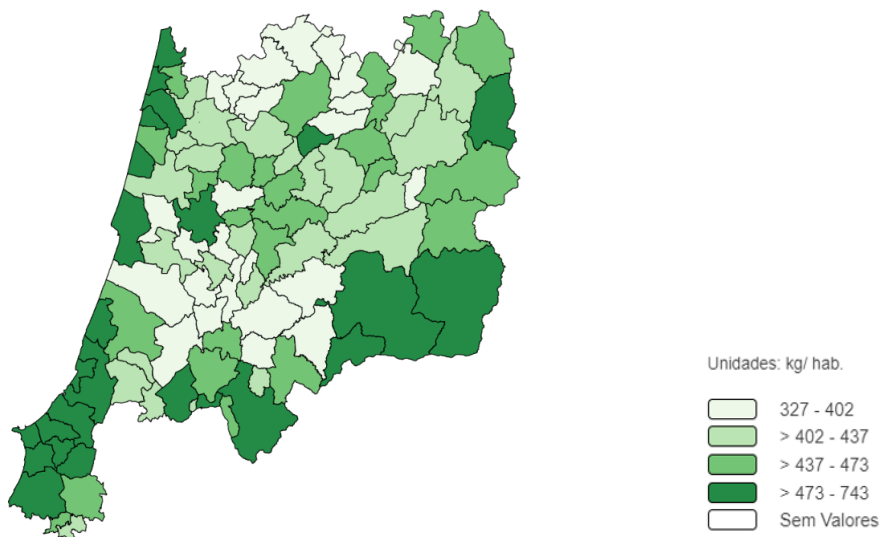 Unidades: kg/ hab.
327 - 402
> 402 - 437
> 437 - 473
> 473 - 743
Sem Valores